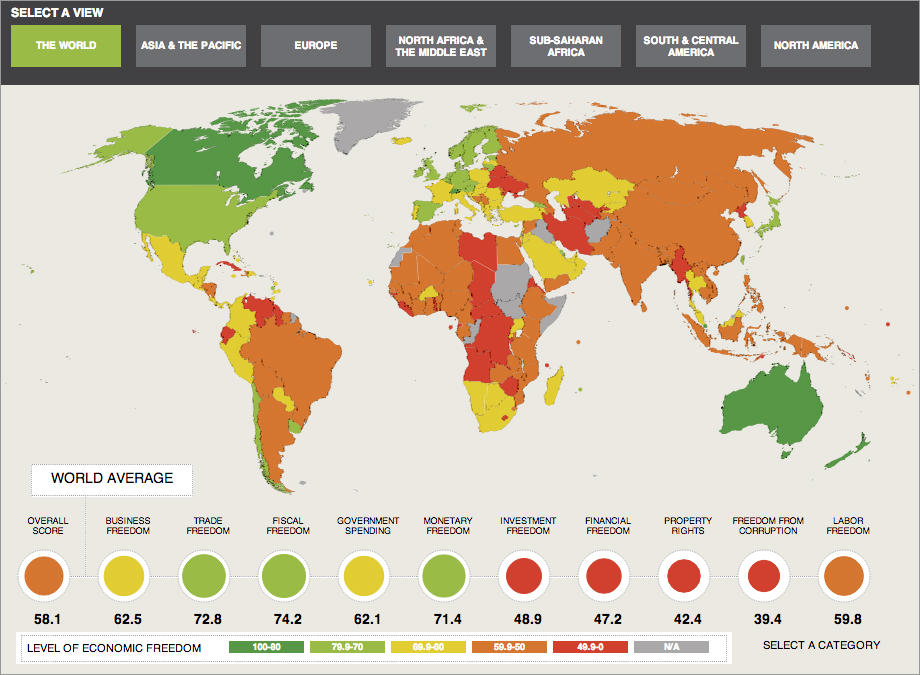 SELECT A VIEW
THE WORLD
ASIA & THE PACIFIC
EUROPE
NORTH AFRICA &
THE MIDDLE EAST
SUB-SAHARAN
AFRICA
SOUTH & CENTRAL
AMERICA
NORTH AMERICA
WORLD AVERAGE
OVERALL
SCORE
BUSINESS
FREEDOM
TRADE
FREEDOM
FISCAL
FREEDOM
GOVERNMENT
SPENDING
MONETARY
FREEDOM
INVESTMENT
FREEDOM
FINANCIAL
FREEDOM
PROPERTY
RIGHTS
FREEDOM FROM
CORRUPTION
LABOR
FREEDOM
58.1
62.5
72.8
74.2
62.1
71.4
48.9
47.2
42.4
39.4
59.8
LEVEL OF ECONOMIC FREEDOM
100-80
79.9-70
69.9-60
59.9-50
49.9-0
N/A
SELECT A CATEGORY